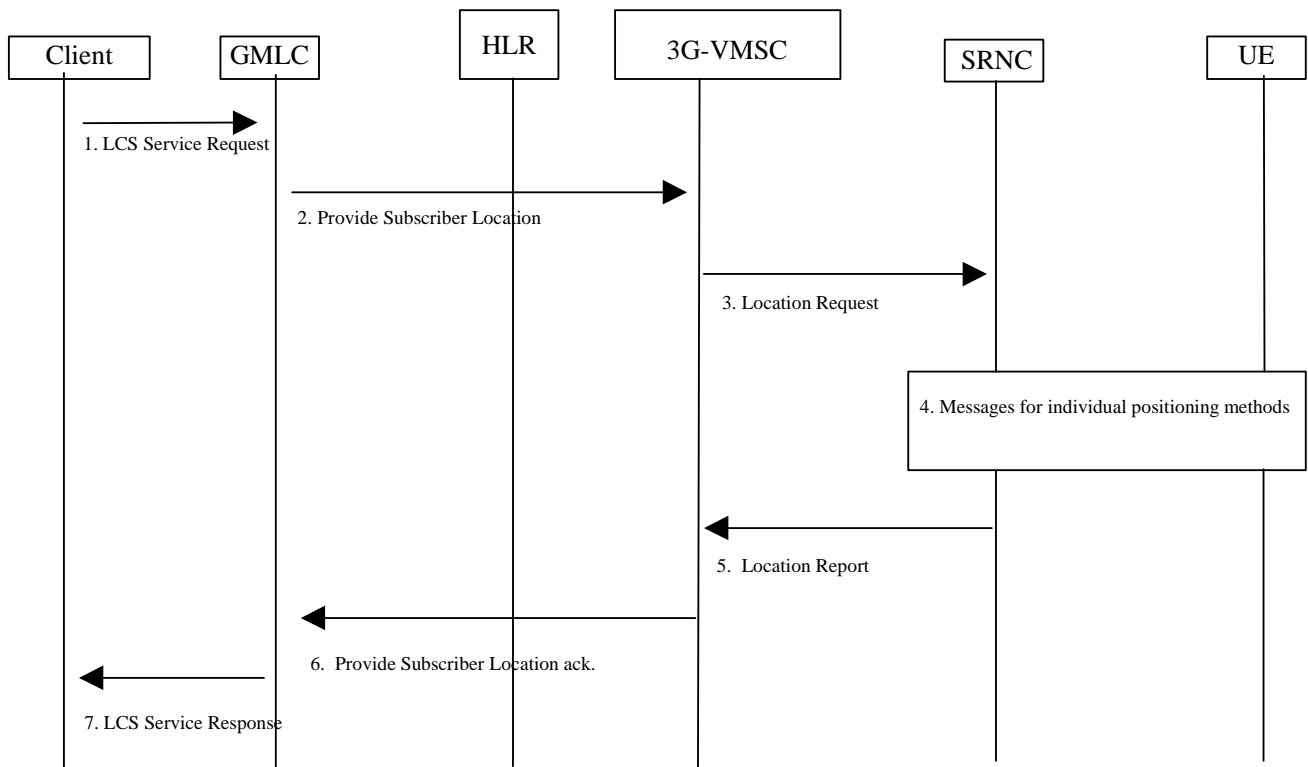 Client
GMLC
HLR
3G-VMSC
SRNC
UE
1. LCS Service Request
2. Provide Subscriber Location
3. Location Request
4. Messages for individual positioning methods
5. Location Report
6. Provide Subscriber Location ack.
7. LCS Service Response